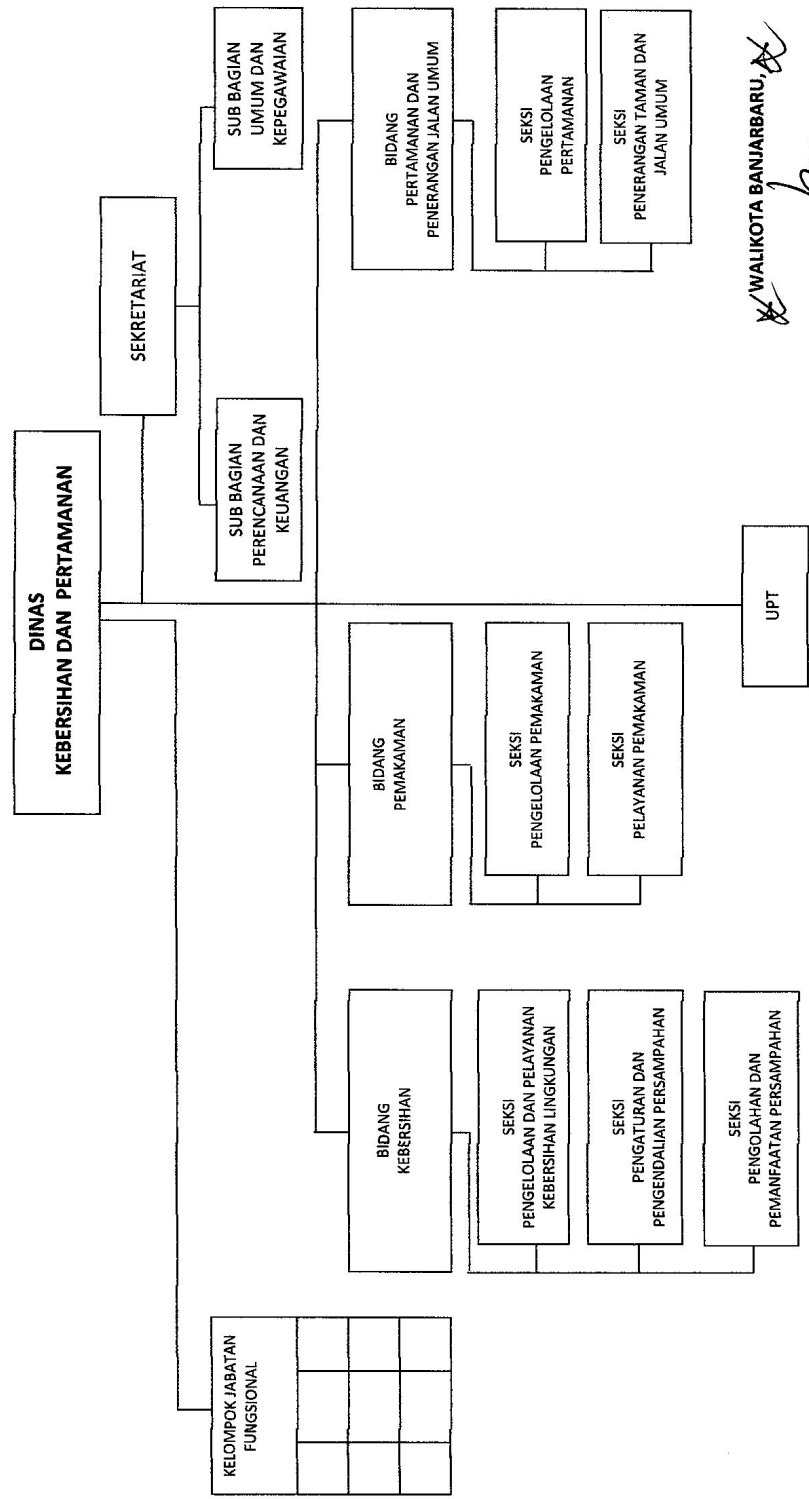 DINAS
KEBERSIHAN DAN PERTAMANAN
SEKRETARIAT
SUB BAGIAN
PERENCANAAN DAN
KEUANGAN
SUB BAGIAN
UMUM DAN
KEPEGAWAIAN
KELOMPOK JABATAN
FUNGSIONAL
BIDANG
KEBERSIHAN
SEKSI
PENGELOLAAN DAN PELAYANAN
KEBERSIHAN LINGKUNGAN
SEKSI
PENGATURAN DAN
PENGENDALIAN PERSAMPAHAN
SEKSI
PENGOLAHAN DAN
PEMANFAATAN PERSAMPAHAN
BIDANG
PEMAKAMAN
SEKSI
PENGELOLAAN PEMAKAMAN
SEKSI
PELAYANAN PEMAKAMAN
BIDANG
PERTAMANAN DAN
PENERANGAN JALAN UMUM
SEKSI
PENGELOLAAN
PERTAMANAN
SEKSI
PENERANGAN TAMAN DAN
JALAN UMUM
UPT
WALIKOTA BANJARBARU,